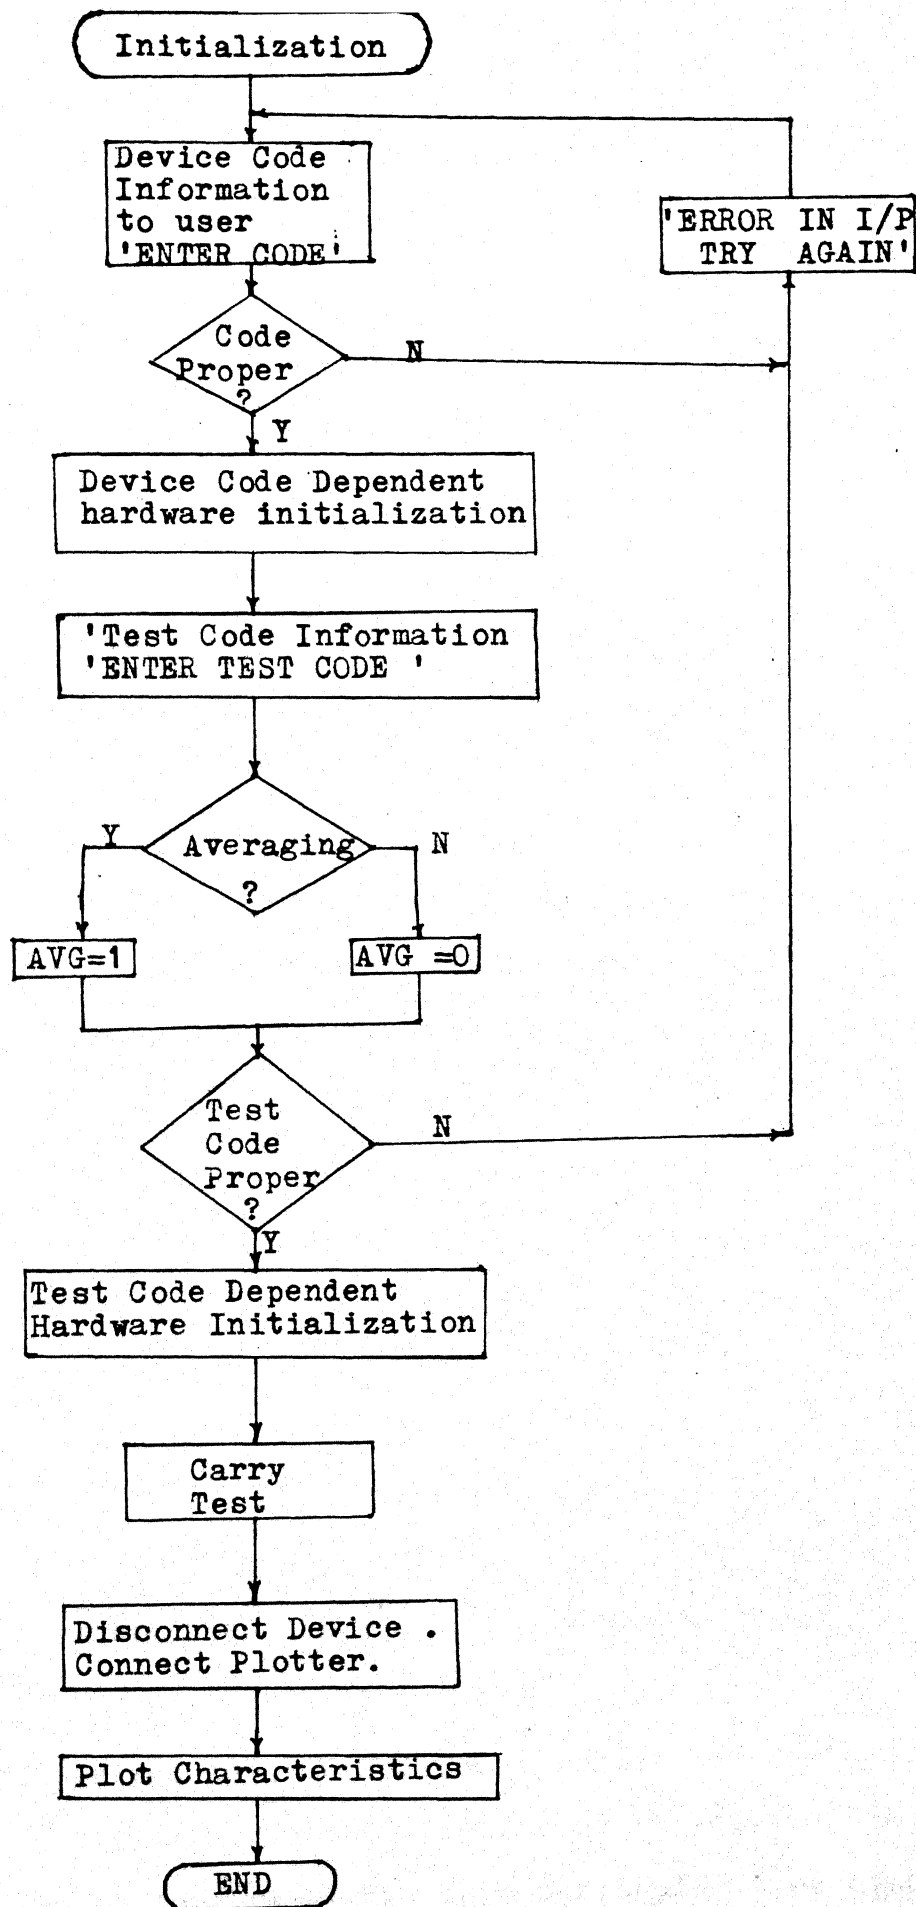 Initialization
Device Code
Information
to user
'ENTER CODE'
'ERROR IN I/P
TRY AGAIN'
Code
Proper
?
N
Y
Device Code Dependent
hardware initialization
'Test Code Information
'ENTER TEST CODE '
Y
Averaging
?
N
AVG=1
AVG =0
Test
Code
Proper
?
N
Y
Test Code Dependent
Hardware Initialization
Carry
Test
Disconnect Device .
Connect Plotter.
Plot Characteristics
END